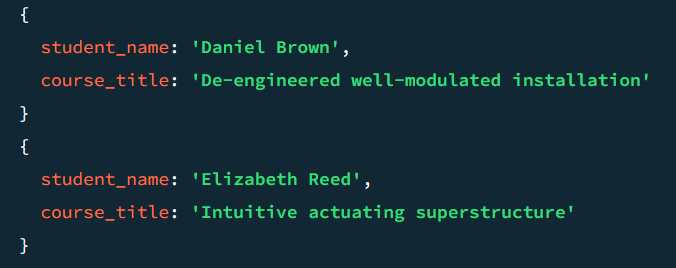 {
student_name: 'Daniel Brown',
course_title: 'De-engineered well-modulated installation'
}
{
student_name: 'Elizabeth Reed',
course_title: 'Intuitive actuating superstructure'
}